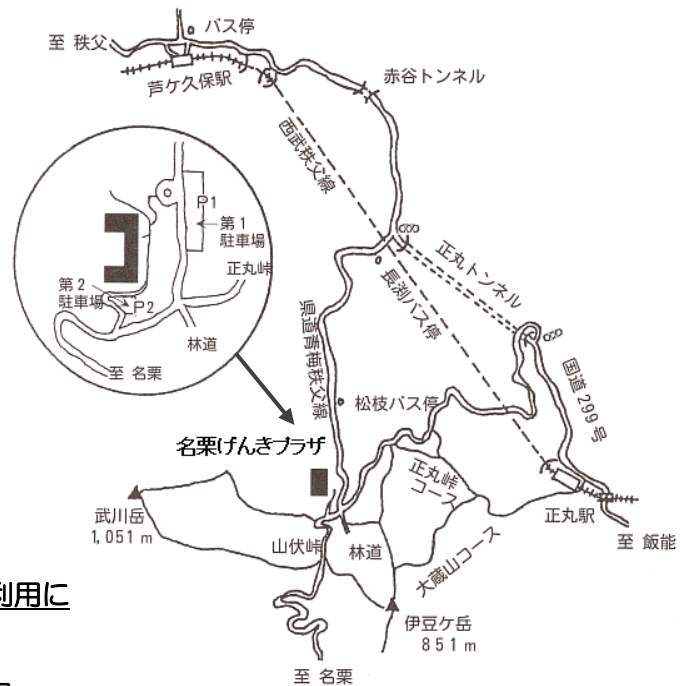 バス停
至 秩父
芦ケ久保駅
赤谷トンネル
西武秩父線
P1
第1
駐車場
正丸峠
第2
駐車場
P2
林道
至 名栗
正丸トンネル
長渕バス停
県道青梅秩父線
国道299号
松枝バス停
名栗げんきプラザ
正丸峠
コース
武川岳
1,051m
山伏峠
林道
大蔵山コース
正丸駅
至 飯能
利用に
伊豆ケ岳
851m
至 名栗